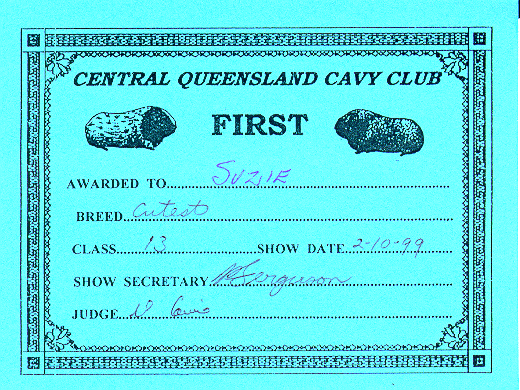 CENTRAL QUEENSLAND CAVY CLUB
FIRST
AWARDED TO SUZIE
BREED Cutest
CLASS 13 SHOW DATE 2-10-99
SHOW SECRETARY M Ferguson
JUDGE